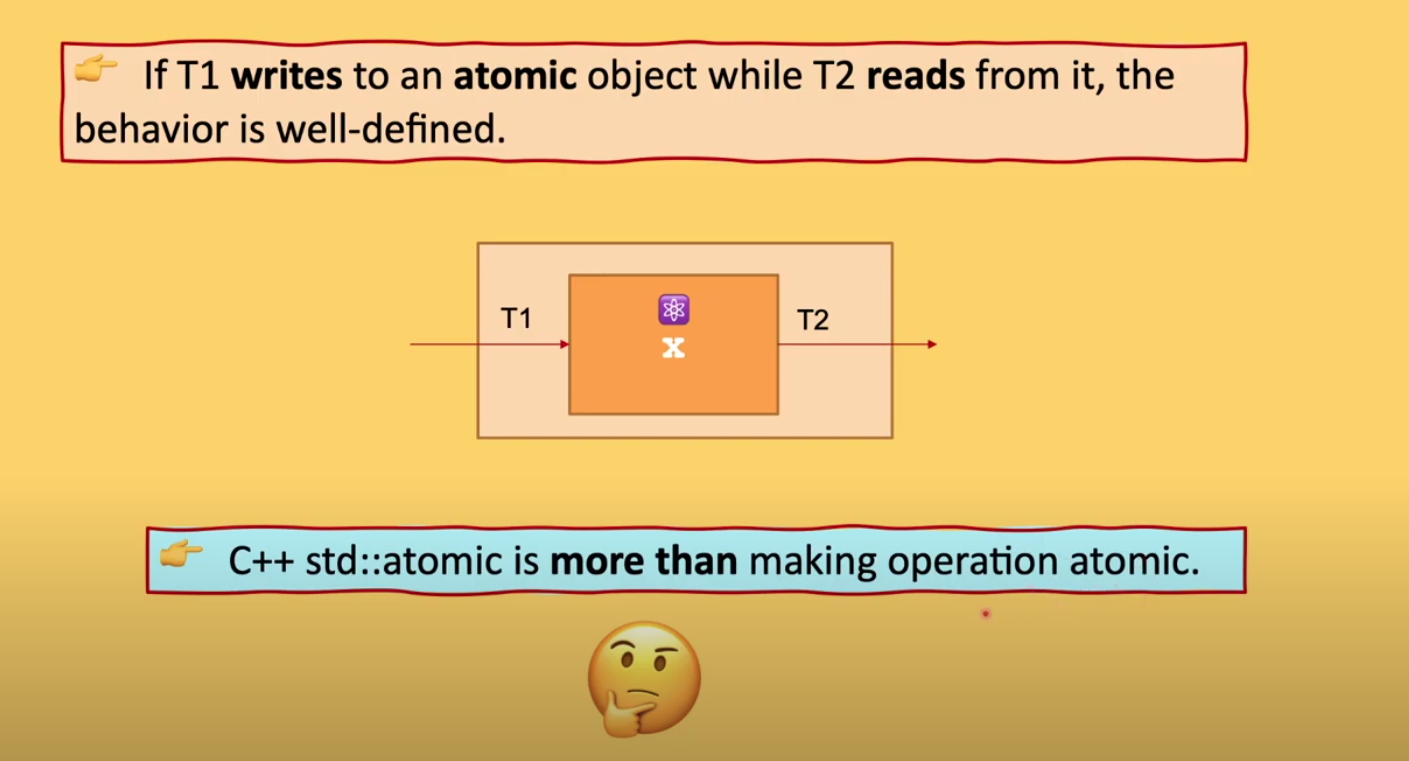 👉 If T1 writes to an atomic object while T2 reads from it, the
behavior is well-defined.
T1
x
T2
👉 C++ std::atomic is more than making operation atomic.